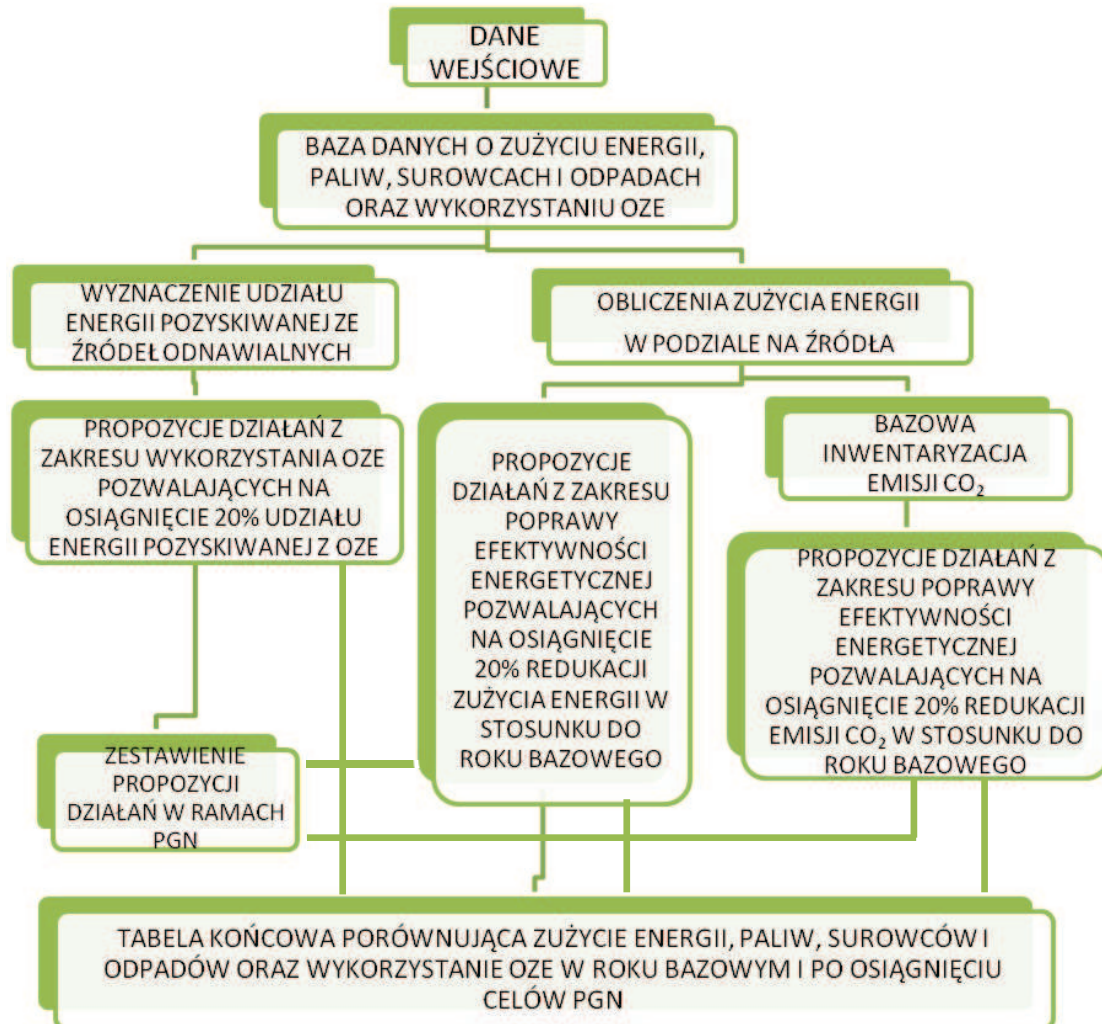 DANE
WEJŚCIOWE
BAZA DANYCH O ZUŻYCIU ENERGII,
PALIW, SUROWCACH I ODPADACH
ORAZ WYKORZYSTANIU OZE
WYZNACZENIE UDZIAŁU
ENERGII POZYSKIWANEJ ZE
ŹRÓDEŁ ODNAWIALNYCH
OBLICZENIA ZUŻYCIA ENERGII
W PODZIALE NA ŹRÓDŁA
PROPOZYCJE DZIAŁAŃ Z
ZAKRESU WYKORZYSTANIA OZE
POZWALAJĄCYCH NA
OSIĄGNIĘCIE 20% UDZIAŁU
ENERGII POZYSKIWANEJ Z OZE
PROPOZYCJE
DZIAŁAŃ Z ZAKRESU
POPRAWY
EFEKTYWNOŚCI
ENERGETYCZNEJ
POZWALAJĄCYCH
NA OSIĄGNIĘCIE
20% REDUKACJI
ZUŻYCIA ENERGII W
STOSUNKU DO
ROKU BAZOWEGO
BAZOWA
INWENTARYZACJA
EMISJI CO₂
PROPOZYCJE DZIAŁAŃ Z
ZAKRESU POPRAWY
EFEKTYWNOŚCI
ENERGETYCZNEJ
POZWALAJĄCYCH NA
OSIĄGNIĘCIE 20% REDUKACJI
EMISJI CO₂ W STOSUNKU DO
ROKU BAZOWEGO
ZESTAWIENIE
PROPOZYCJI
DZIAŁAŃ W RAMACH
PGN
TABELA KOŃCOWA PORÓWNUJĄCA ZUŻYCIE ENERGII, PALIW, SUROWCÓW I
ODPADÓW ORAZ WYKORZYSTANIE OZE W ROKU BAZOWYM I PO OSIĄGNIĘCIU
CELÓW PGN